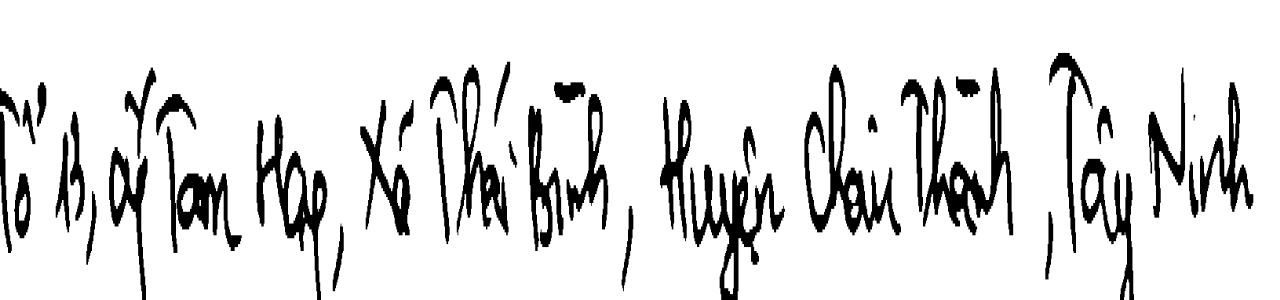 Tổ 13, ấp Tam Hạp, Xã Thái Bình, Huyện Châu Thành, Tây Ninh